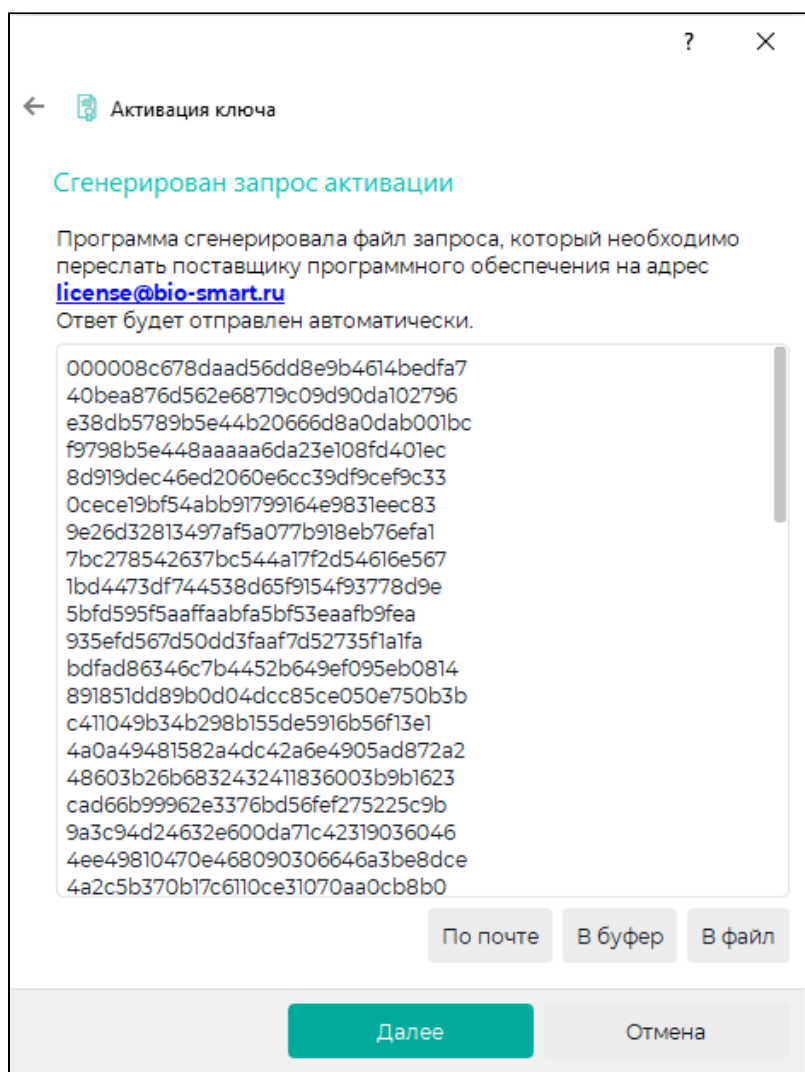 ?
Активация ключа
Сгенерирован запрос активации
Программа сгенерировала файл запроса, который необходимо
переслать поставщику программного обеспечения на адрес
license@bio-smart.ru
Ответ будет отправлен автоматически.
000008c678daad56dd8e9b4614bedfa7
40bea876d562e68719c09d90da102796
e38db5789b5e44b20666d8a0dab001bc
f9798b5e448aaaaa6da23e108fd401ec
8d919dec46ed2060e6cc39df9cef9c33
0cece19bf54abb91799164e9831eec83
9e26d32813497af5a077b918eb76efa1
7bc278542637bc544a17f2d54616e567
1bd4473df744538d65f9154f93778d9e
5bfd595f5aaffaabfa5bf53eaafb9fea
935efd567d50dd3faaf7d52735f1a1fa
bdfad86346c7b4452b649ef095eb0814
891851dd89b0d04dcc85ce050e750b3b
c411049b34b298b155de5916b56f13e1
4a0a49481582a4dc42a6e4905ad872a2
48603b26b6832432411836003b9b1623
cad66b99962e3376bd56fef275225c9b
9a3c94d24632e600da71c42319036046
4ee49810470e468090306646a3be8dce
4a2c5b370b17c6110ce31070aa0cb8b0
По почте В буфер В файл
Далее Отмена